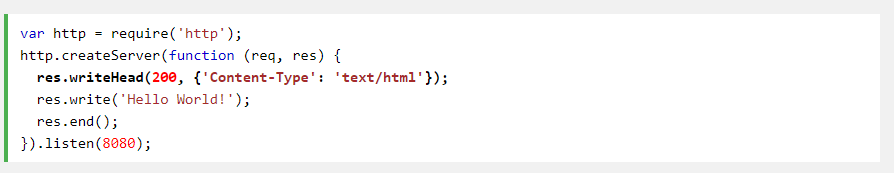 var http = require('http');
http.createServer(function (req, res) {
  res.writeHead(200, {'Content-Type': 'text/html'});
  res.write('Hello World!');
  res.end();
}).listen(8080);